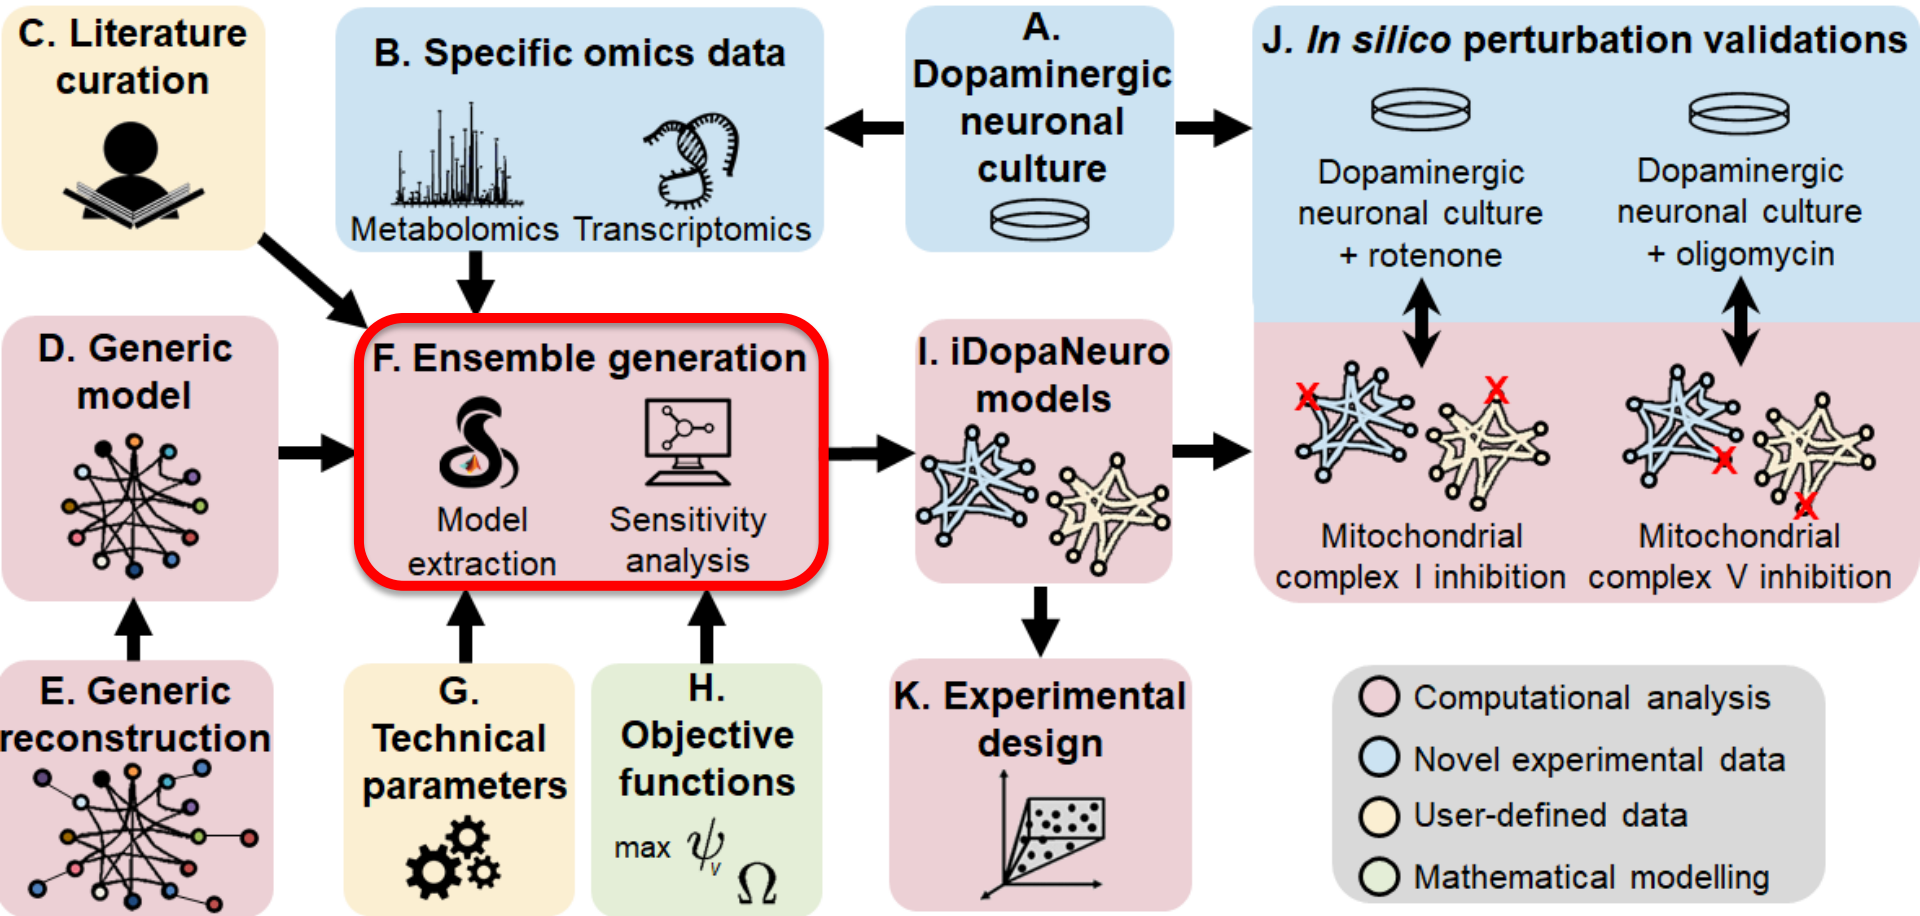 C. Literature
curation
B. Specific omics data
Metabolomics Transcriptomics
A.
Dopaminergic
neuronal
culture
J. In silico perturbation validations
Dopaminergic
neuronal culture
+ rotenone
Dopaminergic
neuronal culture
+ oligomycin
Mitochondrial
complex I inhibition
Mitochondrial
complex V inhibition
D. Generic
model
F. Ensemble generation
Model
extraction
Sensitivity
analysis
I. iDopaNeuro
models
E. Generic
reconstruction
G.
Technical
parameters
H.
Objective
functions
max ψv
Ω
K. Experimental
design
Computational analysis
Novel experimental data
User-defined data
Mathematical modelling